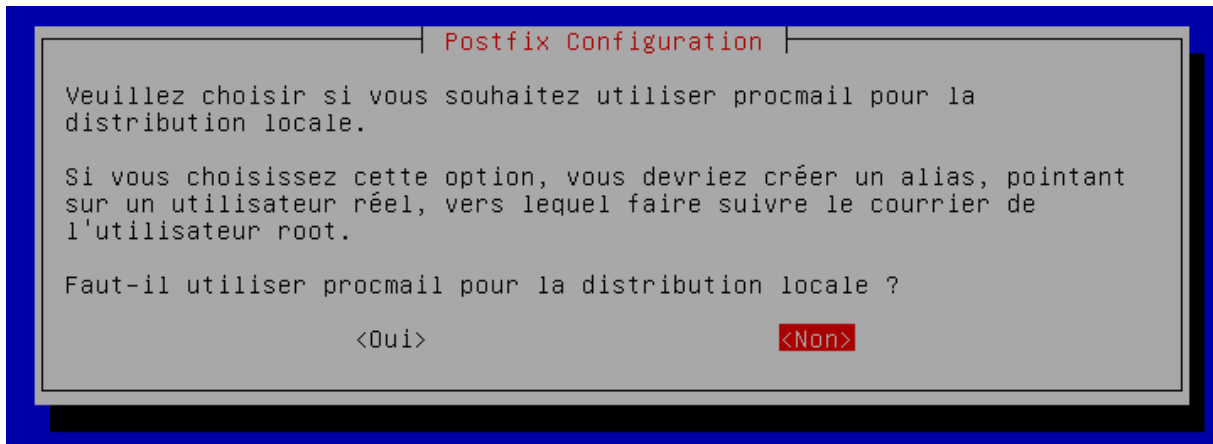 Postfix Configuration
Veuillez choisir si vous souhaitez utiliser procmail pour la
distribution locale.
Si vous choisissez cette option, vous devriez créer un alias, pointant
sur un utilisateur réel, vers lequel faire suivre le courrier de
l'utilisateur root.
Faut-il utiliser procmail pour la distribution locale ?
<Oui> <Non>